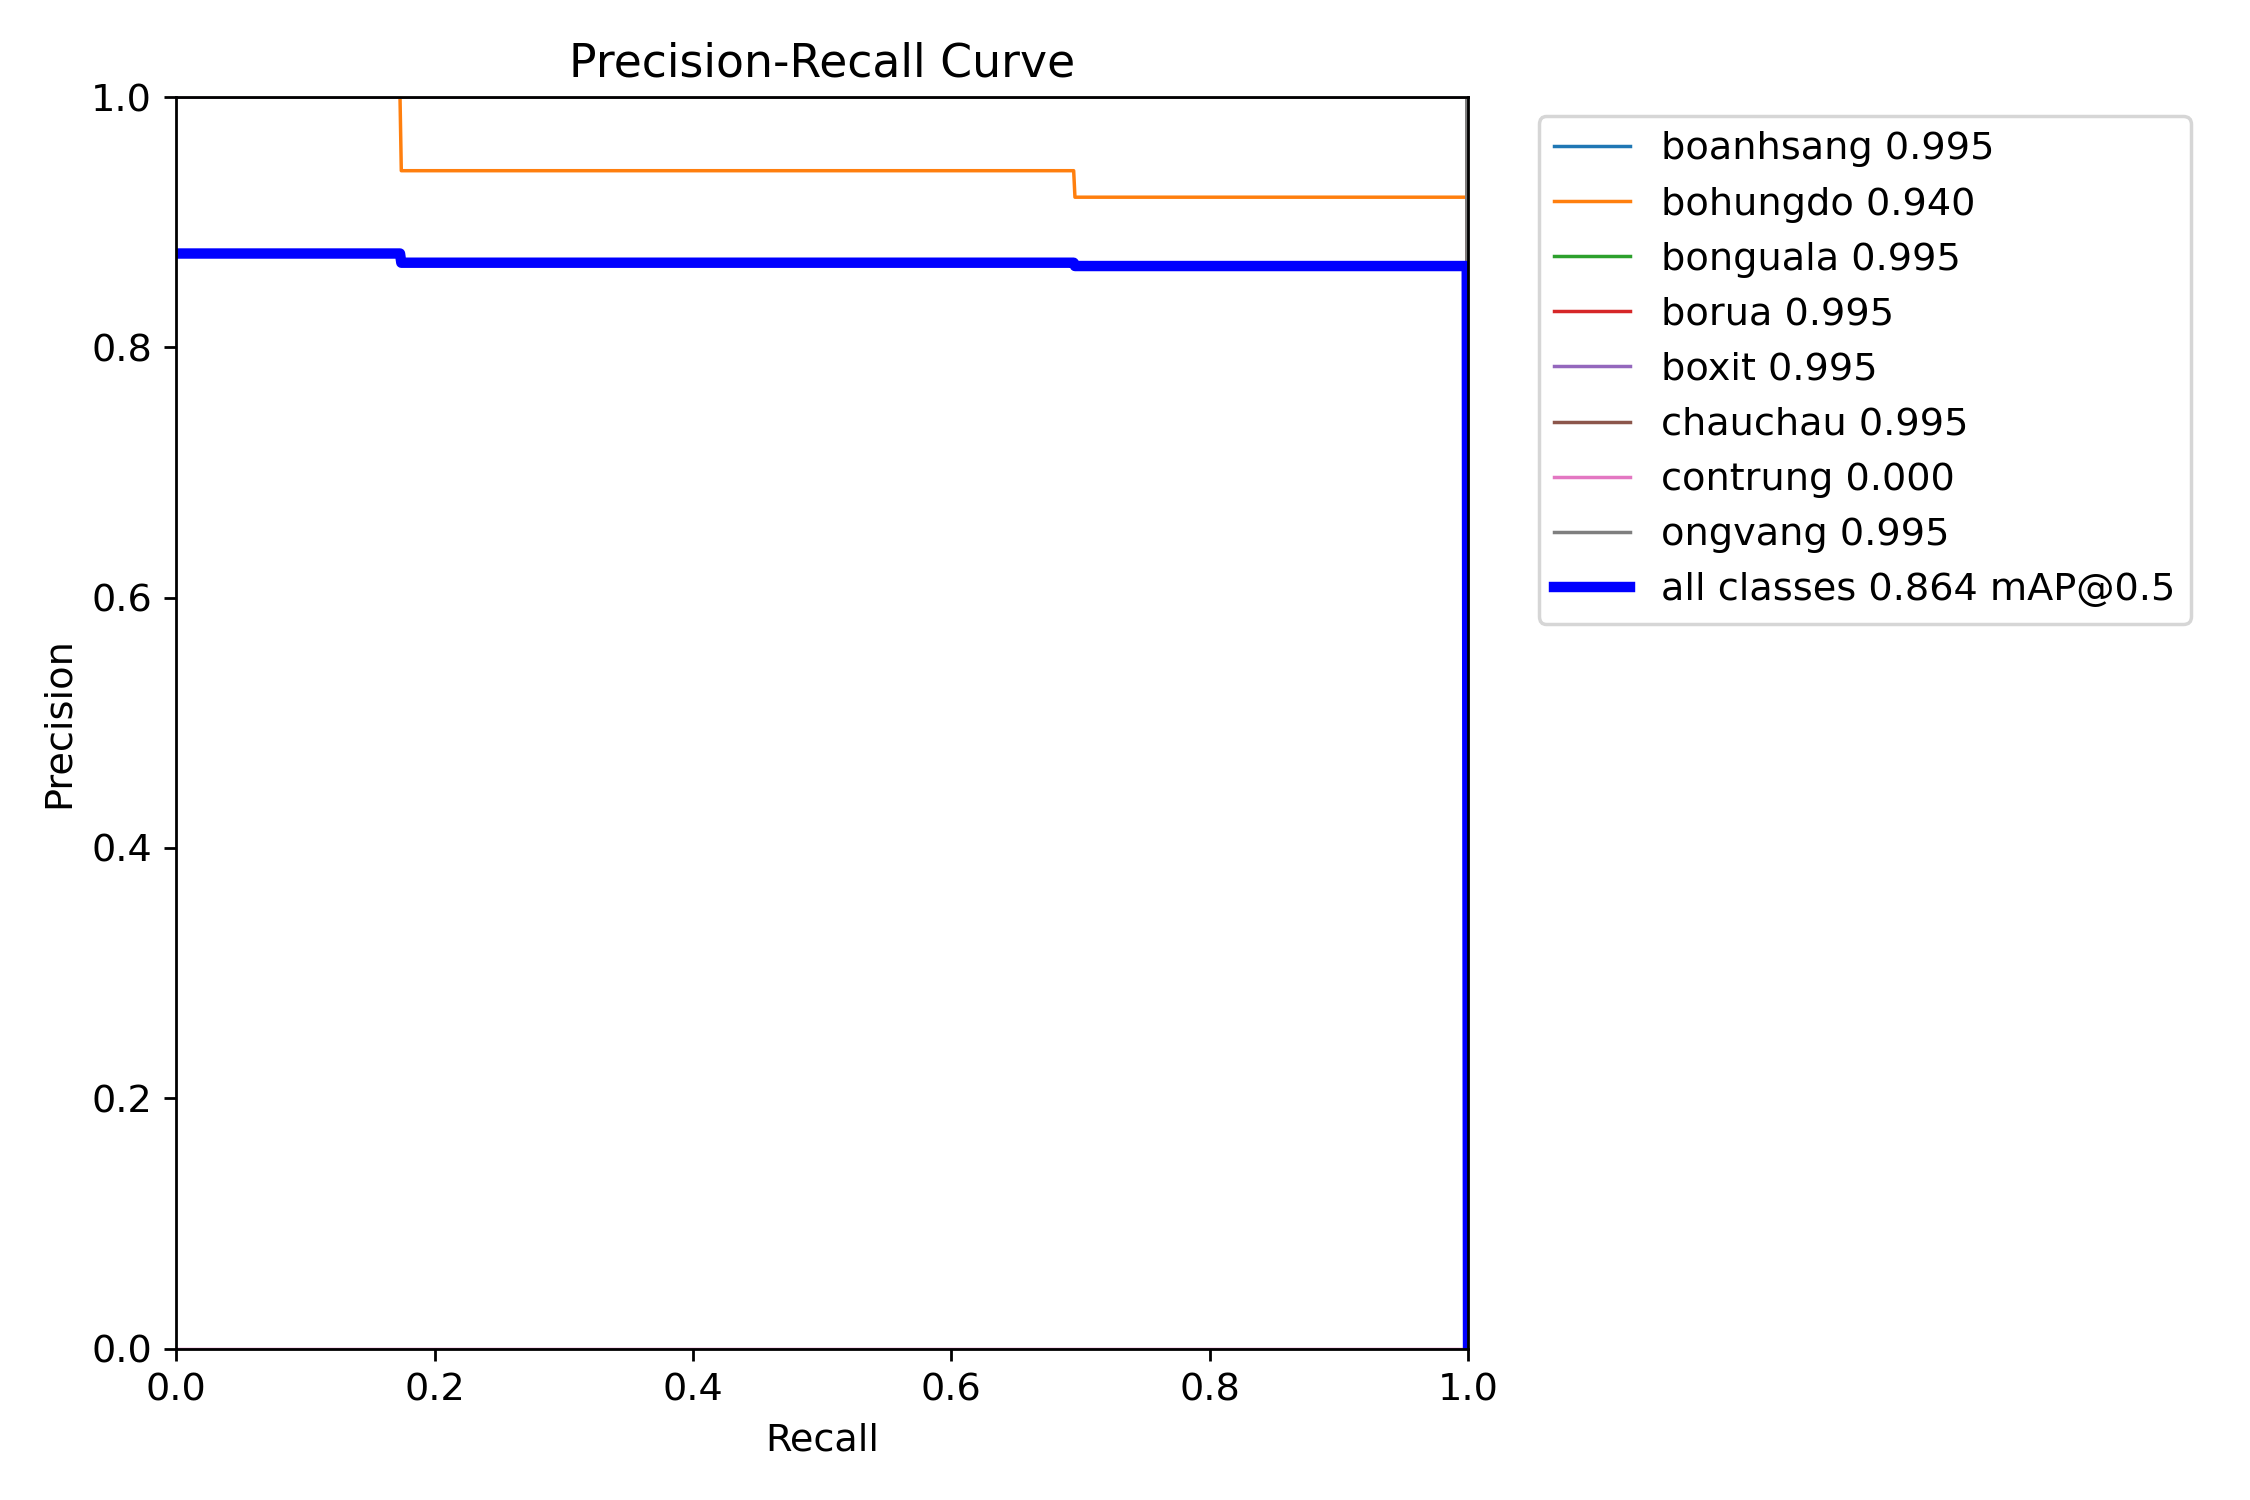 Precision-Recall Curve
1.0
0.8
0.6
0.4
0.2
0.0
Precision
0.0 0.2 0.4 0.6 0.8 1.0
Recall
boanhsang 0.995
bohungdo 0.940
bonguala 0.995
borua 0.995
boxit 0.995
chauchau 0.995
contrung 0.000
ongvang 0.995
all classes 0.864 mAP@0.5